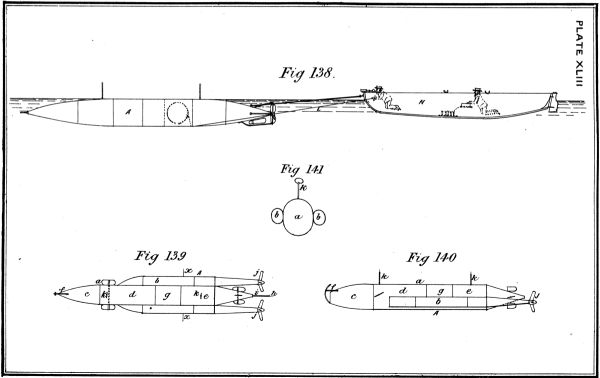 PLATE XLIII
Fig 138.
A
N
Fig 141
k
b a b
Fig 139
a x A j
f c d b g k e h
x j
Fig 140
k a k
c d g e j
b
A